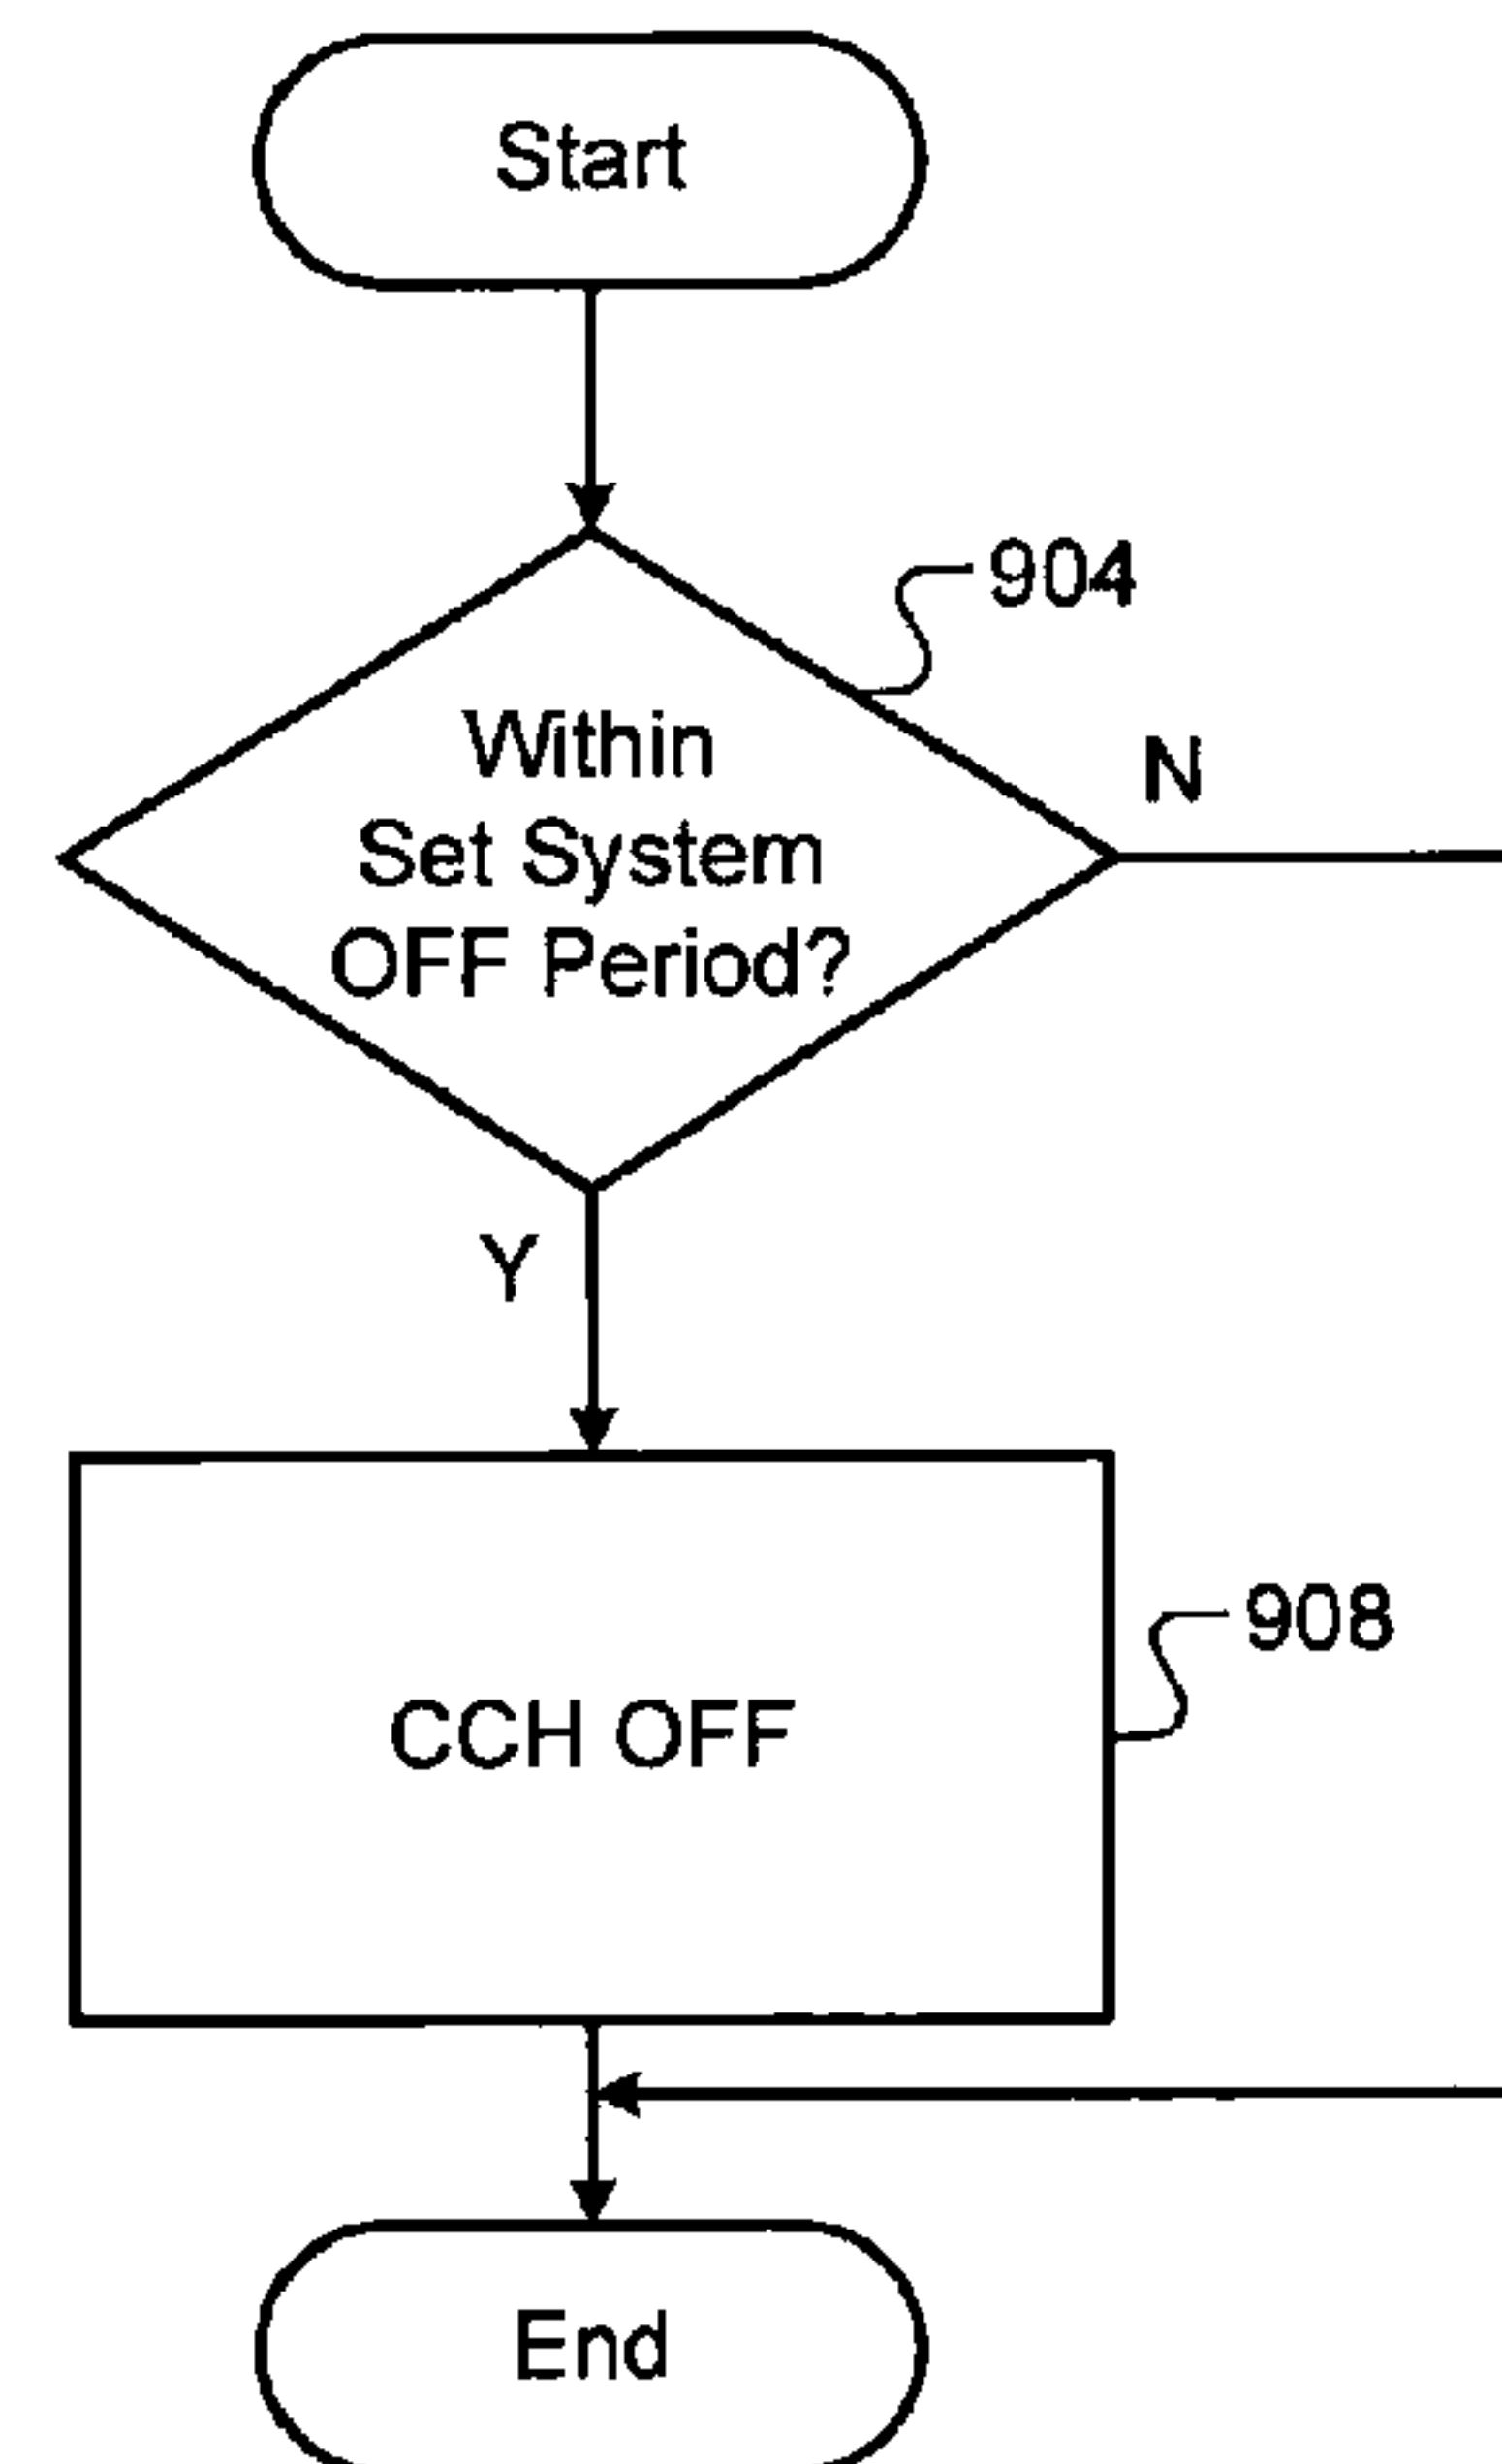 Start
904
Within
Set System
OFF Period?
N
Y
908
CCH OFF
End